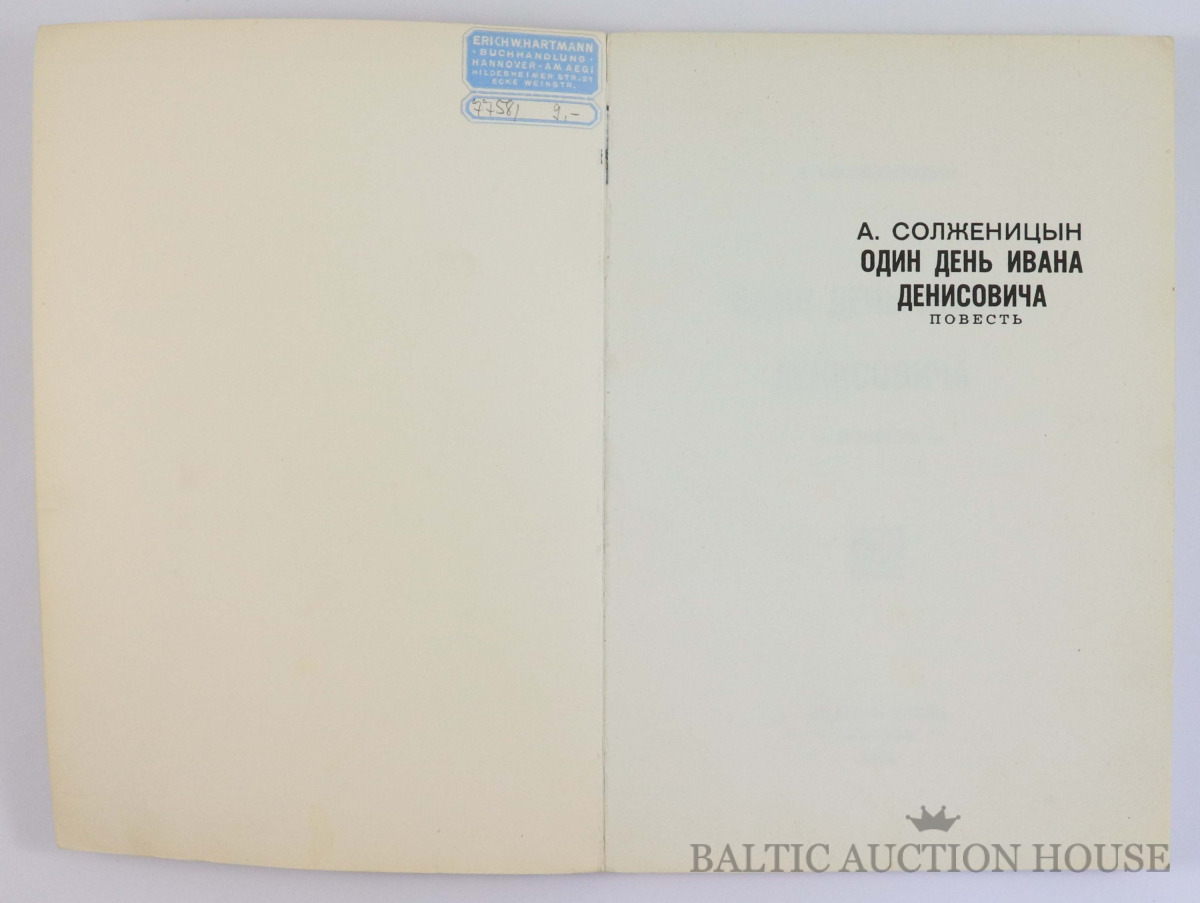 ERICH W. HARTMANN
· BUCHHANDLUNG ·
HANNOVER · AM AEGI
HILDESHEIMER STR. 21
ECKE WEINSTR.
77581 9.-
А. СОЛЖЕНИЦЫН
ОДИН ДЕНЬ ИВАНА
ДЕНИСОВИЧА
ПОВЕСТЬ
BALTIC AUCTION HOUSE